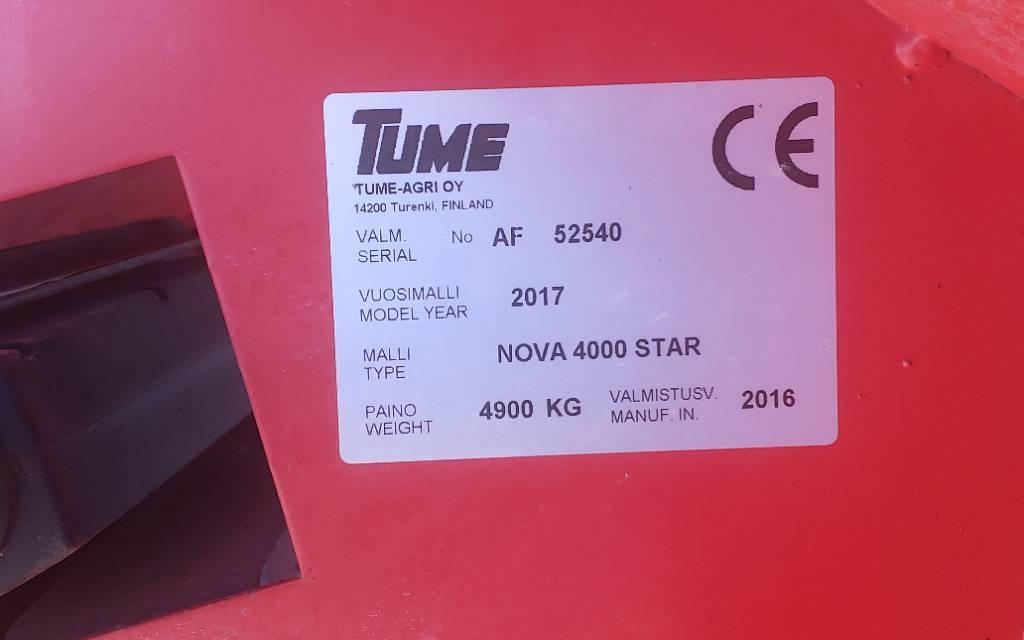 TUME
CE
TUME-AGRI OY
14200 Turenki, FINLAND
VALM. No AF 52540
SERIAL
VUOSIMALLI 2017
MODEL YEAR
MALLI NOVA 4000 STAR
TYPE
PAINO 4900 KG VALMISTUSV. 2016
WEIGHT MANUF. IN.